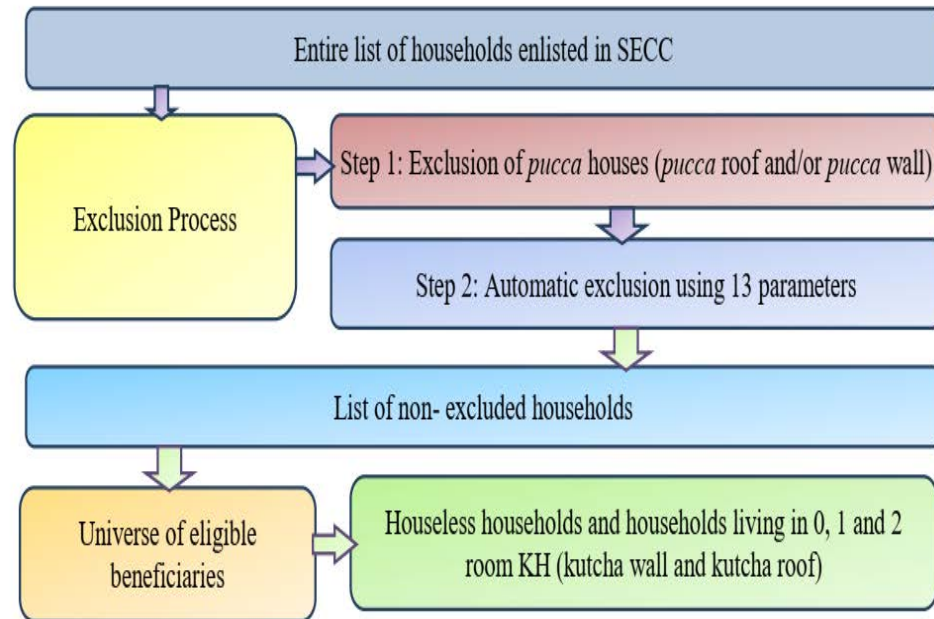 Entire list of households enlisted in SECC
Exclusion Process
Step 1: Exclusion of pucca houses (pucca roof and/or pucca wall)
Step 2: Automatic exclusion using 13 parameters
List of non- excluded households
Universe of eligible
beneficiaries
Houseless households and households living in 0, 1 and 2
room KH (kutcha wall and kutcha roof)